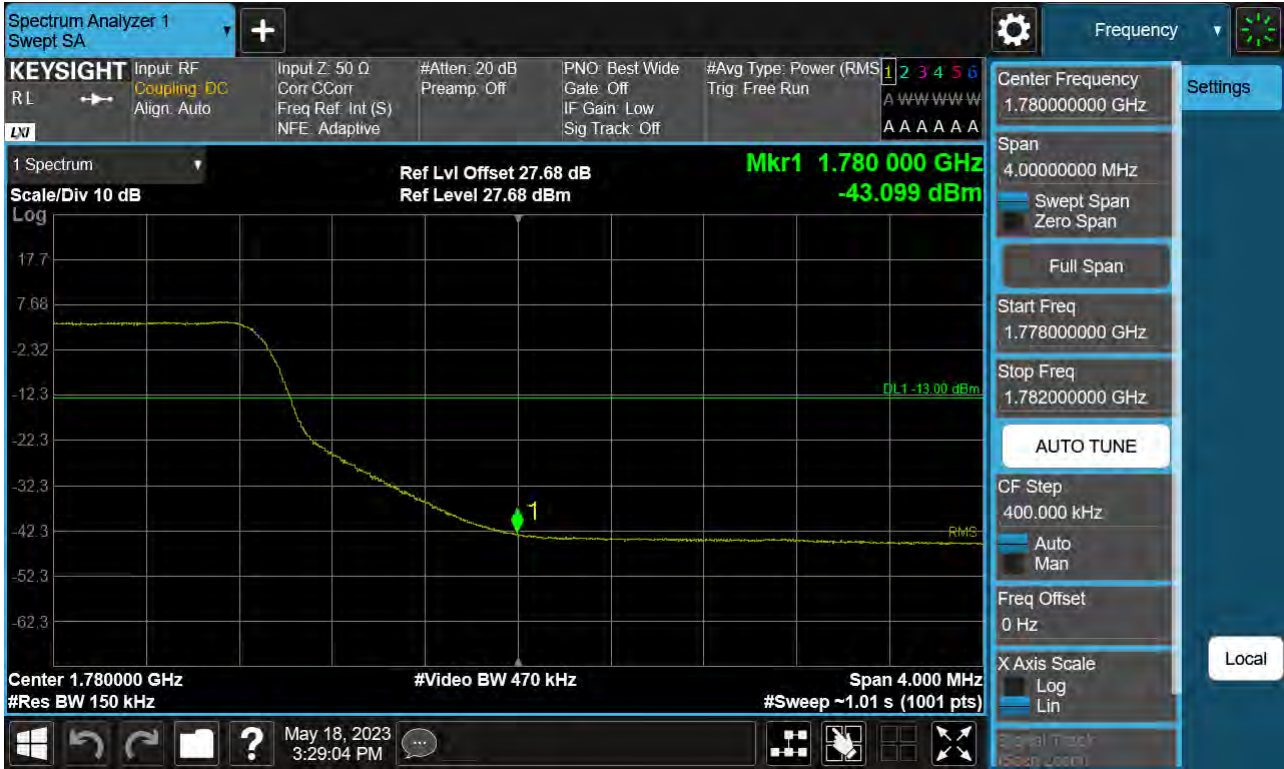 Spectrum Analyzer 1
Swept SA
Frequency
KEYSIGHT
R L
LXI
Input: RF
Coupling: DC
Align: Auto
Input Z: 50 Ω
Corr CCorr
Freq Ref: Int (S)
NFE: Adaptive
#Atten: 20 dB
Preamp: Off
PNO: Best Wide
Gate: Off
IF Gain: Low
Sig Track: Off
#Avg Type: Power (RMS
Trig: Free Run
1 2 3 4 5 6
A W W W W W
A A A A A A
1 Spectrum
Scale/Div 10 dB
Log
Ref Lvl Offset 27.68 dB
Ref Level 27.68 dBm
Mkr1 1.780 000 GHz
-43.099 dBm
17.7
7.68
-2.32
-12.3
-22.3
-32.3
-42.3
-52.3
-62.3
DL1 -13.00 dBm
1
RMS
Center 1.780000 GHz
#Res BW 150 kHz
#Video BW 470 kHz
Span 4.000 MHz
#Sweep ~1.01 s (1001 pts)
Center Frequency
1.780000000 GHz
Settings
Span
4.00000000 MHz
Swept Span
Zero Span
Full Span
Start Freq
1.778000000 GHz
Stop Freq
1.782000000 GHz
AUTO TUNE
CF Step
400.000 kHz
Auto
Man
Freq Offset
0 Hz
X Axis Scale
Log
Lin
Signal Track
(Span Zoom)
Local
May 18, 2023
3:29:04 PM